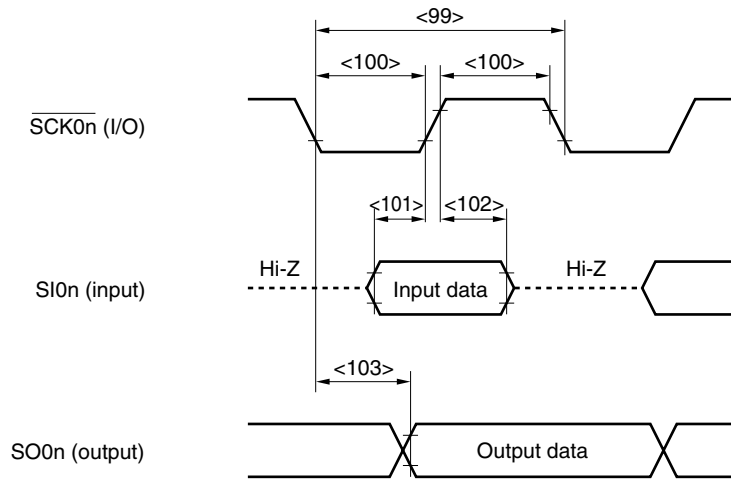 <99>
<100> <100>
SCK0n (I/O)
<101> <102>
Hi-Z Hi-Z
SI0n (input) Input data
<103>
SO0n (output) Output data